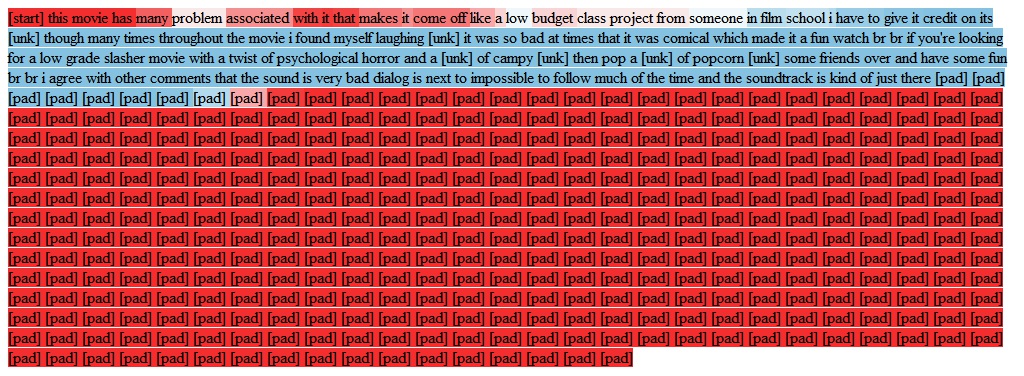 [start] this movie has many problem associated with it that makes it come off like a low budget class project from someone in film school i have to give it credit on its
[unk] though many times throughout the movie i found myself laughing [unk] it was so bad at times that it was comical which made it a fun watch br br if you're looking
for a low grade slasher movie with a twist of psychological horror and a [unk] of campy [unk] then pop a [unk] of popcorn [unk] some friends over and have some fun
br br i agree with other comments that the sound is very bad dialog is next to impossible to follow much of the time and the soundtrack is kind of just there [pad] [pad]
[pad] [pad] [pad] [pad] [pad] [pad] [pad] [pad] [pad] [pad] [pad] [pad] [pad] [pad] [pad] [pad] [pad] [pad] [pad] [pad] [pad] [pad] [pad] [pad] [pad] [pad] [pad]
[pad] [pad] [pad] [pad] [pad] [pad] [pad] [pad] [pad] [pad] [pad] [pad] [pad] [pad] [pad] [pad] [pad] [pad] [pad] [pad] [pad] [pad] [pad] [pad] [pad] [pad] [pad]
[pad] [pad] [pad] [pad] [pad] [pad] [pad] [pad] [pad] [pad] [pad] [pad] [pad] [pad] [pad] [pad] [pad] [pad] [pad] [pad] [pad] [pad] [pad] [pad] [pad] [pad] [pad]
[pad] [pad] [pad] [pad] [pad] [pad] [pad] [pad] [pad] [pad] [pad] [pad] [pad] [pad] [pad] [pad] [pad] [pad] [pad] [pad] [pad] [pad] [pad] [pad] [pad] [pad] [pad]
[pad] [pad] [pad] [pad] [pad] [pad] [pad] [pad] [pad] [pad] [pad] [pad] [pad] [pad] [pad] [pad] [pad] [pad] [pad] [pad] [pad] [pad] [pad] [pad] [pad] [pad] [pad]
[pad] [pad] [pad] [pad] [pad] [pad] [pad] [pad] [pad] [pad] [pad] [pad] [pad] [pad] [pad] [pad] [pad] [pad] [pad] [pad] [pad] [pad] [pad] [pad] [pad] [pad] [pad]
[pad] [pad] [pad] [pad] [pad] [pad] [pad] [pad] [pad] [pad] [pad] [pad] [pad] [pad] [pad] [pad] [pad] [pad] [pad] [pad] [pad] [pad] [pad] [pad] [pad] [pad] [pad]
[pad] [pad] [pad] [pad] [pad] [pad] [pad] [pad] [pad] [pad] [pad] [pad] [pad] [pad] [pad] [pad] [pad] [pad] [pad] [pad] [pad] [pad] [pad] [pad] [pad] [pad] [pad]
[pad] [pad] [pad] [pad] [pad] [pad] [pad] [pad] [pad] [pad] [pad] [pad] [pad] [pad] [pad] [pad] [pad] [pad] [pad] [pad] [pad] [pad] [pad] [pad] [pad] [pad] [pad]
[pad] [pad] [pad] [pad] [pad] [pad] [pad] [pad] [pad] [pad] [pad] [pad] [pad] [pad] [pad] [pad] [pad] [pad] [pad] [pad] [pad] [pad] [pad] [pad] [pad] [pad] [pad]
[pad] [pad] [pad] [pad] [pad] [pad] [pad] [pad] [pad] [pad] [pad] [pad] [pad] [pad] [pad] [pad] [pad] [pad] [pad] [pad] [pad] [pad] [pad] [pad] [pad] [pad] [pad]
[pad] [pad] [pad] [pad] [pad] [pad] [pad] [pad] [pad] [pad] [pad] [pad] [pad] [pad] [pad] [pad] [pad] [pad] [pad] [pad] [pad] [pad] [pad] [pad] [pad] [pad] [pad]
[pad] [pad] [pad] [pad] [pad] [pad] [pad] [pad] [pad] [pad] [pad] [pad] [pad] [pad] [pad] [pad] [pad] [pad] [pad] [pad] [pad] [pad] [pad] [pad] [pad] [pad] [pad]
[pad] [pad] [pad] [pad] [pad] [pad] [pad] [pad] [pad] [pad] [pad] [pad] [pad] [pad] [pad] [pad] [pad]